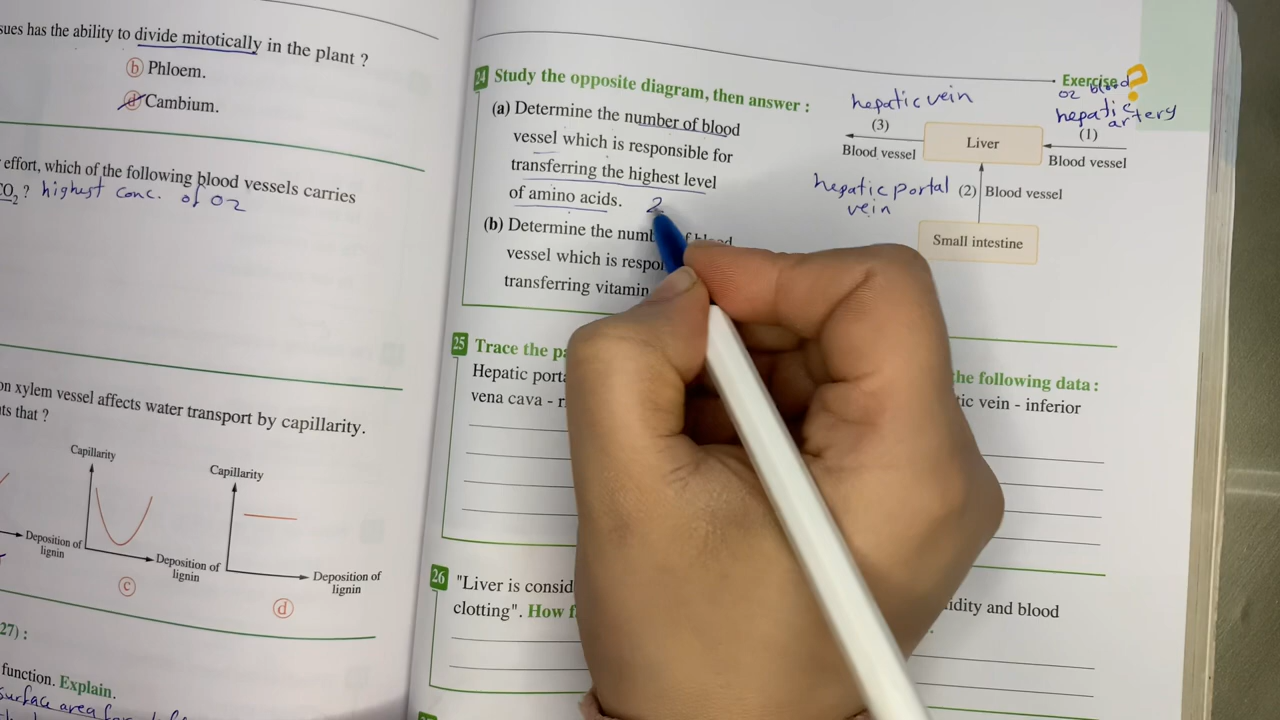 sues has the ability to divide mitotically in the plant ?
b Phloem.
d Cambium.
effort, which of the following blood vessels carries
CO2 ? highest conc. of O2
on xylem vessel affects water transport by capillarity.
ts that ?
Capillarity
Capillarity
Deposition of
lignin
Deposition of
lignin
Deposition of
lignin
c
d
27) :
function. Explain.
surface area for
Exercise
24 Study the opposite diagram, then answer :
(a) Determine the number of blood
vessel which is responsible for
transferring the highest level
of amino acids. 2
(b) Determine the
vessel which is
transferring vitamin
hepatic vein
O2 blood
hepatic
artery
(3)
Blood vessel
Liver
(1)
Blood vessel
hepatic portal
vein
(2) Blood vessel
Small intestine
25 Trace the
the following data :
Hepatic
vein - inferior
vena cava -
26 "Liver is
idity and blood
clotting". How